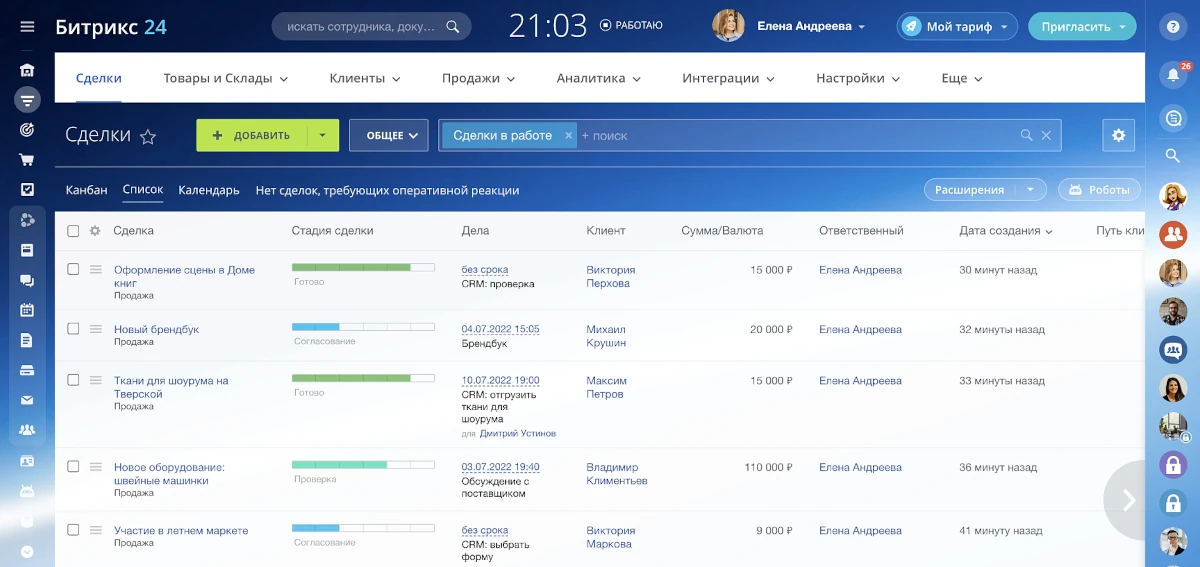 Битрикс 24
искать сотрудника, доку...
21:03
РАБОТАЮ
Елена Андреева
Мой тариф
Пригласить
26
Сделки
Товары и Склады
Клиенты
Продажи
Аналитика
Интеграции
Настройки
Еще
Сделки
ДОБАВИТЬ
ОБЩЕЕ
Сделки в работе ×
+ поиск
Канбан
Список
Календарь
Нет сделок, требующих оперативной реакции
Расширения
Роботы
Сделка
Стадия сделки
Дела
Клиент
Сумма/Валюта
Ответственный
Дата создания
Путь кли
Оформление сцены в Доме
книг
Продажа
Готово
без срока
CRM: проверка
Виктория
Перхова
15 000 ₽
Елена Андреева
30 минут назад
Новый брендбук
Продажа
Согласование
04.07.2022 15:05
Брендбук
Михаил
Крушин
20 000 ₽
Елена Андреева
32 минуты назад
Ткани для шоурума на
Тверской
Продажа
Готово
10.07.2022 19:00
CRM: отгрузить
ткани для
шоурума
для Дмитрий Устинов
Максим
Петров
15 000 ₽
Елена Андреева
33 минуты назад
Новое оборудование:
швейные машинки
Продажа
Проверка
03.07.2022 19:40
Обсуждение с
поставщиком
Владимир
Климентьев
110 000 ₽
Елена Андреева
36 минут назад
Участие в летнем маркете
Продажа
Согласование
без срока
CRM: выбрать
форму
Виктория
Маркова
9 000 ₽
Елена Андреева
41 минуту назад